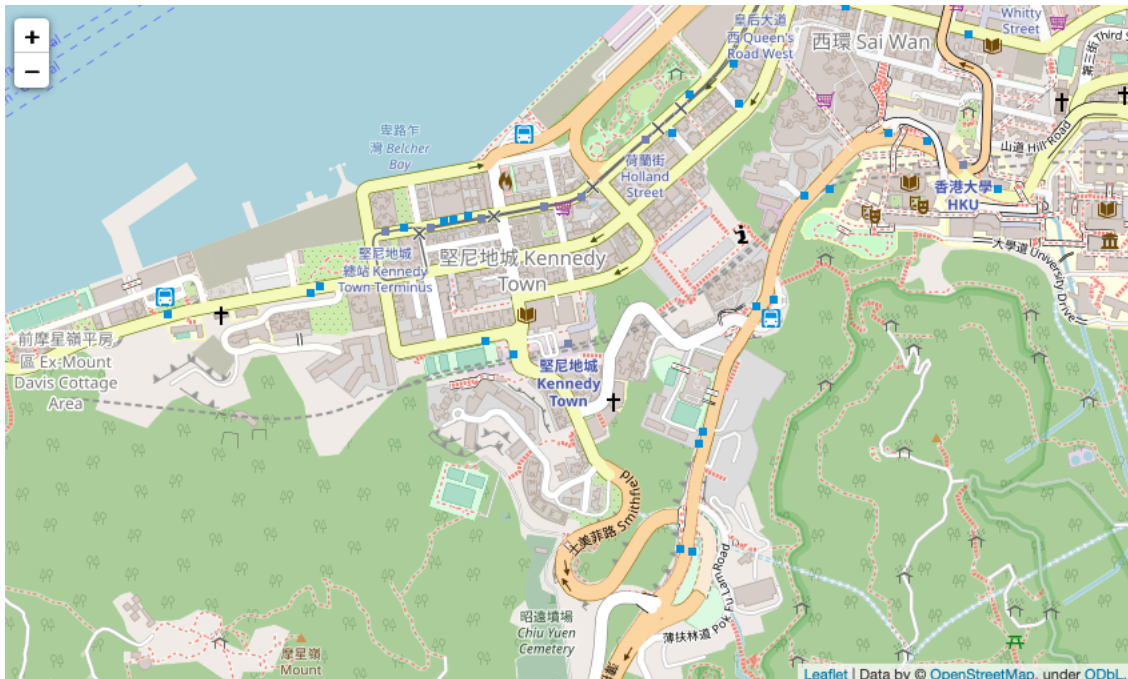 +
−
皇后大道
西 Queen's
Road West
西環 Sai Wan
Whitty
Street
第三街 Third S
卑路乍
灣 Belcher
Bay
荷蘭街
Holland
Street
山道 Hill Road
香港大學
HKU
大學道 University Drive
堅尼地城
總站 Kennedy
Town Terminus
堅尼地城 Kennedy
Town
前摩星嶺平房
區 Ex-Mount
Davis Cottage
Area
堅尼地城
Kennedy
Town
士美菲路 Smithfield
薄扶林道 Pok Fu Lam Road
昭遠墳場
Chiu Yuen
Cemetery
摩星嶺
Mount
Leaflet | Data by © OpenStreetMap, under ODbL.